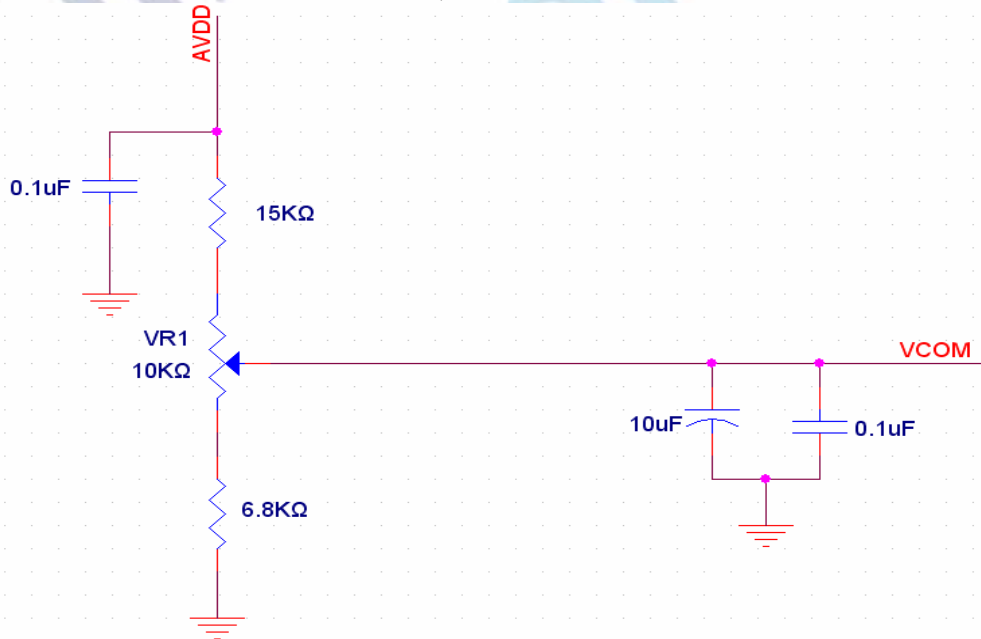 AVDD
0.1uF
15KΩ
VR1
10KΩ
VCOM
10uF
0.1uF
6.8KΩ